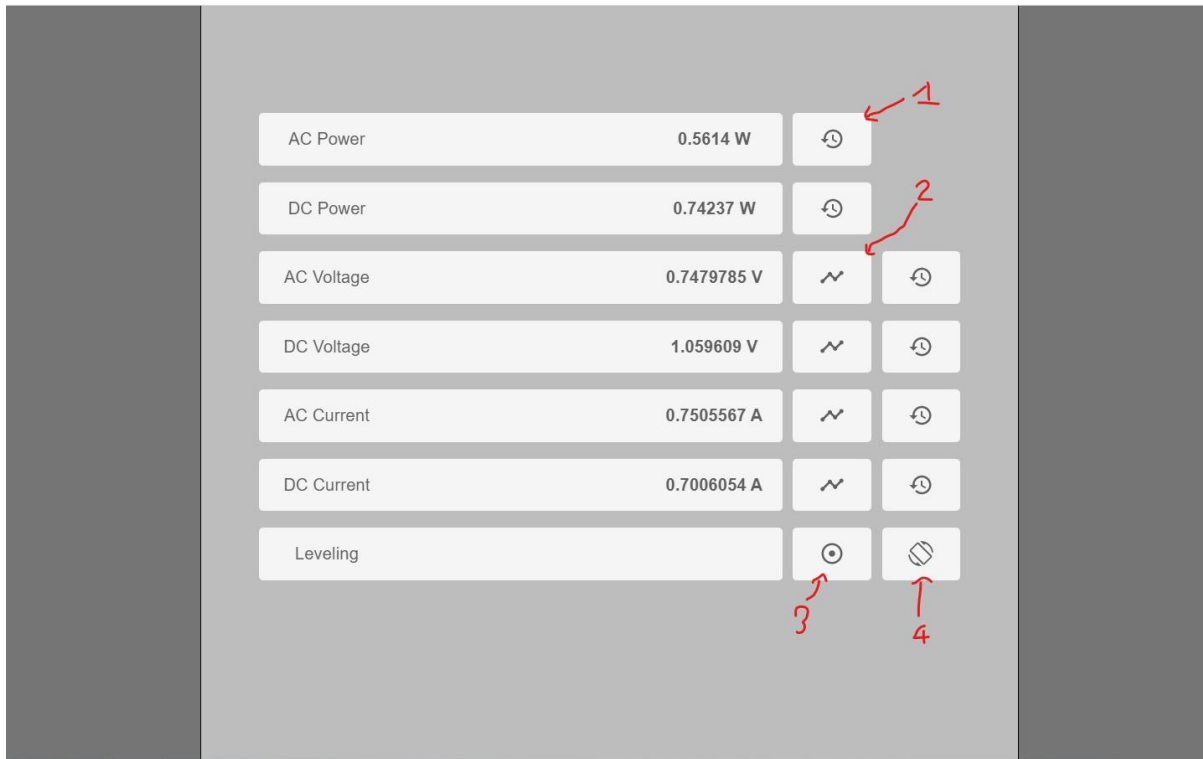 1
AC Power 0.5614 W
2
DC Power 0.74237 W
AC Voltage 0.7479785 V
DC Voltage 1.059609 V
AC Current 0.7505567 A
DC Current 0.7006054 A
Leveling
3 4